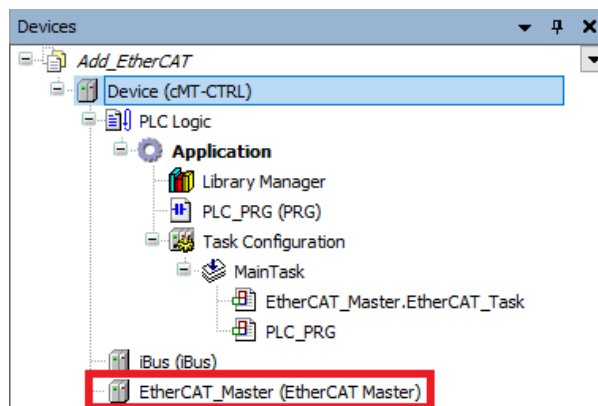 Devices
Add_EtherCAT
Device (cMT-CTRL)
PLC Logic
Application
Library Manager
PLC_PRG (PRG)
Task Configuration
MainTask
EtherCAT_Master.EtherCAT_Task
PLC_PRG
iBus (iBus)
EtherCAT_Master (EtherCAT Master)